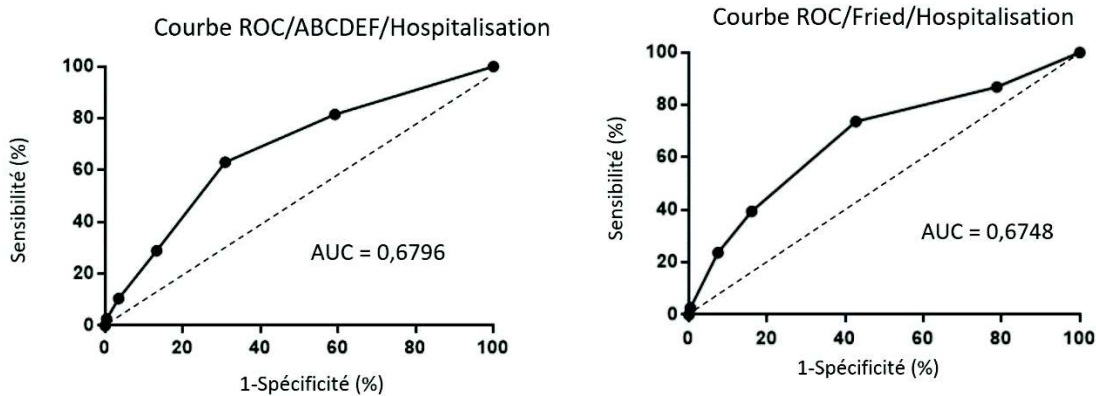 Courbe ROC/ABCDEF/Hospitalisation
100
80
60
40
20
0
Sensibilité (%)
AUC = 0,6796
0 20 40 60 80 100
1-Spécificité (%)
Courbe ROC/Fried/Hospitalisation
100
80
60
40
20
0
Sensibilité (%)
AUC = 0,6748
0 20 40 60 80 100
1-Spécificité (%)